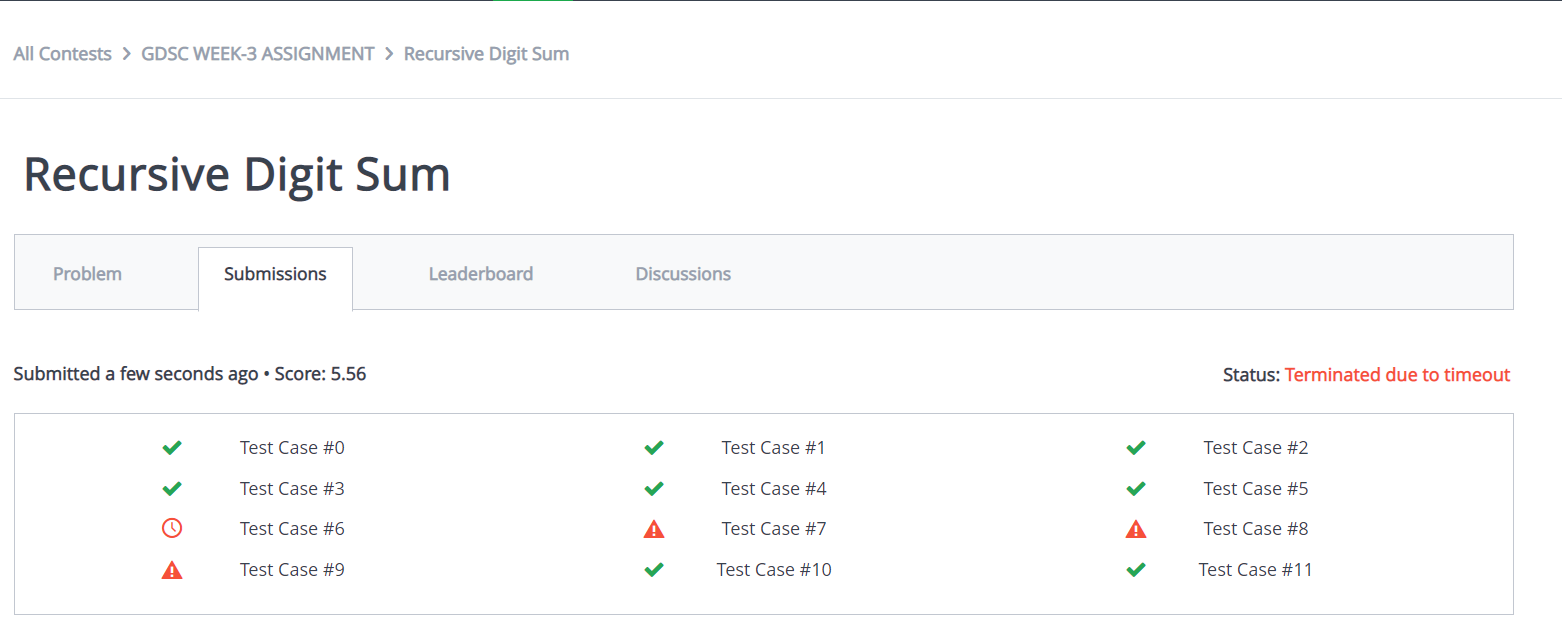 All Contests > GDSC WEEK-3 ASSIGNMENT > Recursive Digit Sum
Recursive Digit Sum
Problem Submissions Leaderboard Discussions
Submitted a few seconds ago • Score: 5.56 Status: Terminated due to timeout
Test Case #0 Test Case #1 Test Case #2
Test Case #3 Test Case #4 Test Case #5
Test Case #6 Test Case #7 Test Case #8
Test Case #9 Test Case #10 Test Case #11